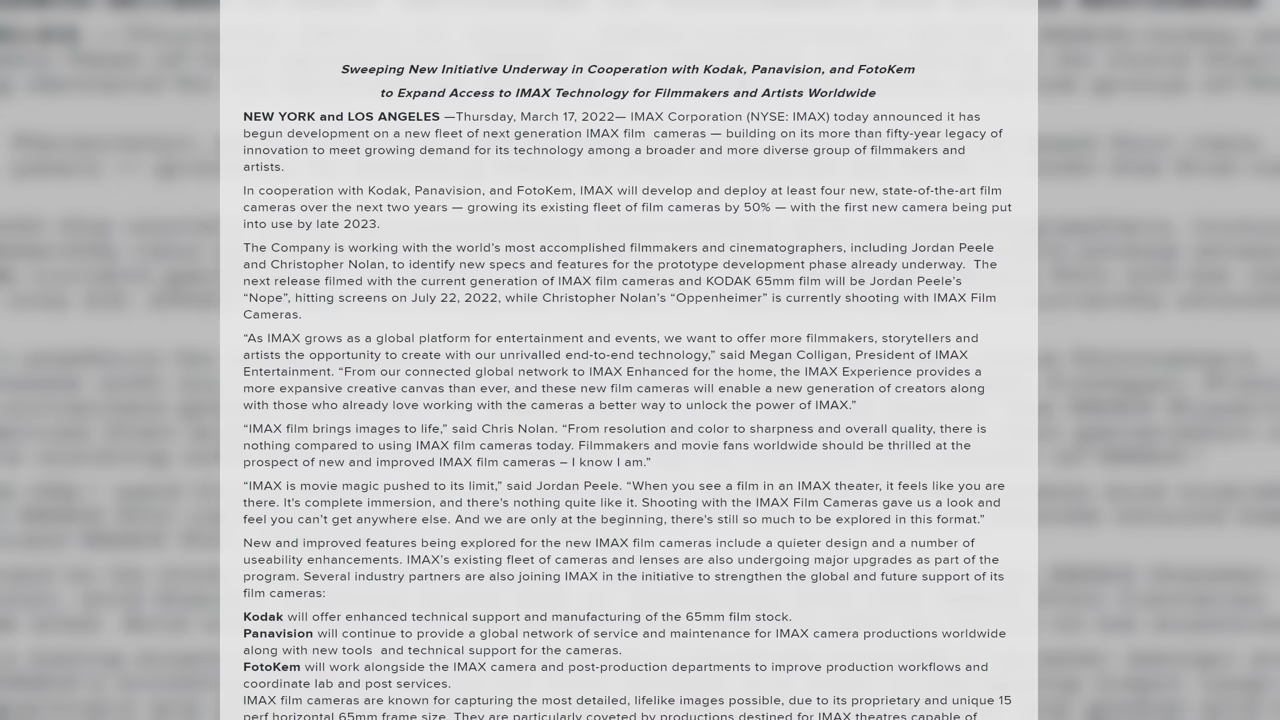 Sweeping New Initiative Underway in Cooperation with Kodak, Panavision, and FotoKem
to Expand Access to IMAX Technology for Filmmakers and Artists Worldwide
NEW YORK and LOS ANGELES —Thursday, March 17, 2022— IMAX Corporation (NYSE: IMAX) today announced it has
begun development on a new fleet of next generation IMAX film  cameras — building on its more than fifty-year legacy of
innovation to meet growing demand for its technology among a broader and more diverse group of filmmakers and
artists.
In cooperation with Kodak, Panavision, and FotoKem, IMAX will develop and deploy at least four new, state-of-the-art film
cameras over the next two years — growing its existing fleet of film cameras by 50% — with the first new camera being put
into use by late 2023.
The Company is working with the world’s most accomplished filmmakers and cinematographers, including Jordan Peele
and Christopher Nolan, to identify new specs and features for the prototype development phase already underway.  The
next release filmed with the current generation of IMAX film cameras and KODAK 65mm film will be Jordan Peele’s
“Nope”, hitting screens on July 22, 2022, while Christopher Nolan’s “Oppenheimer” is currently shooting with IMAX Film
Cameras.
“As IMAX grows as a global platform for entertainment and events, we want to offer more filmmakers, storytellers and
artists the opportunity to create with our unrivalled end-to-end technology,” said Megan Colligan, President of IMAX
Entertainment. “From our connected global network to IMAX Enhanced for the home, the IMAX Experience provides a
more expansive creative canvas than ever, and these new film cameras will enable a new generation of creators along
with those who already love working with the cameras a better way to unlock the power of IMAX.”
“IMAX film brings images to life,” said Chris Nolan. “From resolution and color to sharpness and overall quality, there is
nothing compared to using IMAX film cameras today. Filmmakers and movie fans worldwide should be thrilled at the
prospect of new and improved IMAX film cameras – I know I am.”
“IMAX is movie magic pushed to its limit,” said Jordan Peele. “When you see a film in an IMAX theater, it feels like you are
there. It's complete immersion, and there's nothing quite like it. Shooting with the IMAX Film Cameras gave us a look and
feel you can’t get anywhere else. And we are only at the beginning, there's still so much to be explored in this format.”
New and improved features being explored for the new IMAX film cameras include a quieter design and a number of
useability enhancements. IMAX’s existing fleet of cameras and lenses are also undergoing major upgrades as part of the
program. Several industry partners are also joining IMAX in the initiative to strengthen the global and future support of its
film cameras:
Kodak will offer enhanced technical support and manufacturing of the 65mm film stock.
Panavision will continue to provide a global network of service and maintenance for IMAX camera productions worldwide
along with new tools  and technical support for the cameras.
FotoKem will work alongside the IMAX camera and post-production departments to improve production workflows and
coordinate lab and post services.
IMAX film cameras are known for capturing the most detailed, lifelike images possible, due to its proprietary and unique 15
perf horizontal 65mm frame size. They are particularly coveted by productions destined for IMAX theatres capable of